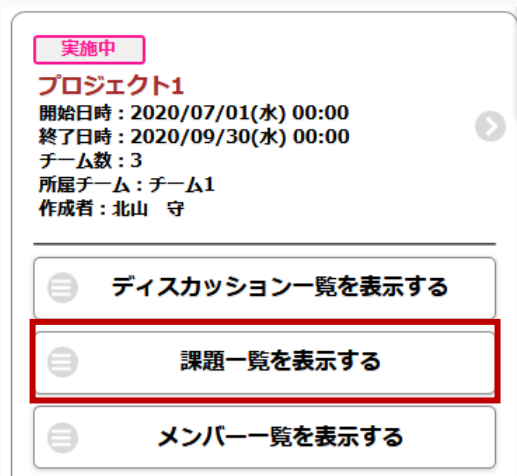 実施中
プロジェクト1
開始日時：2020/07/01(水) 00:00
終了日時：2020/09/30(水) 00:00
チーム数：3
所属チーム：チーム1
作成者：北山　守
ディスカッション一覧を表示する
課題一覧を表示する
メンバー一覧を表示する